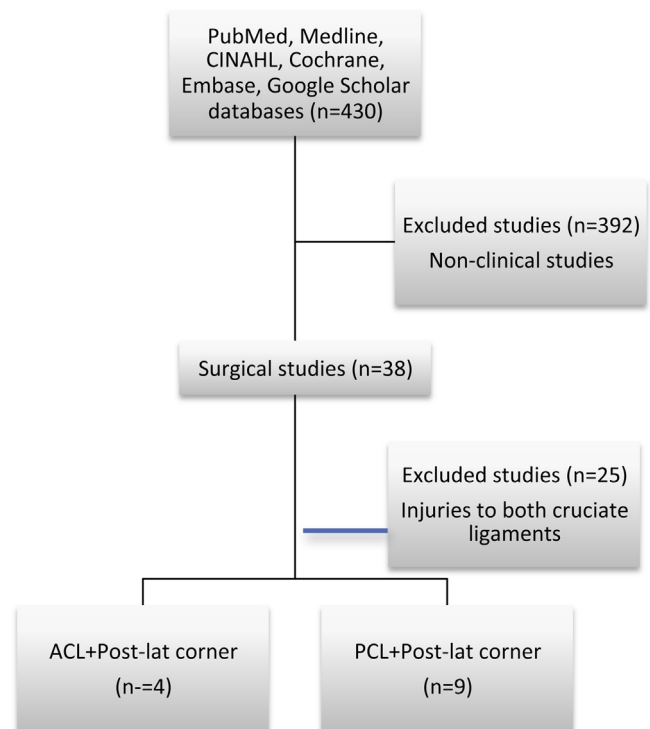 PubMed, Medline,
CINAHL, Cochrane,
Embase, Google Scholar
databases (n=430)
Excluded studies (n=392)
Non-clinical studies
Surgical studies (n=38)
Excluded studies (n=25)
Injuries to both cruciate
ligaments
ACL+Post-lat corner
(n-=4)
PCL+Post-lat corner
(n=9)